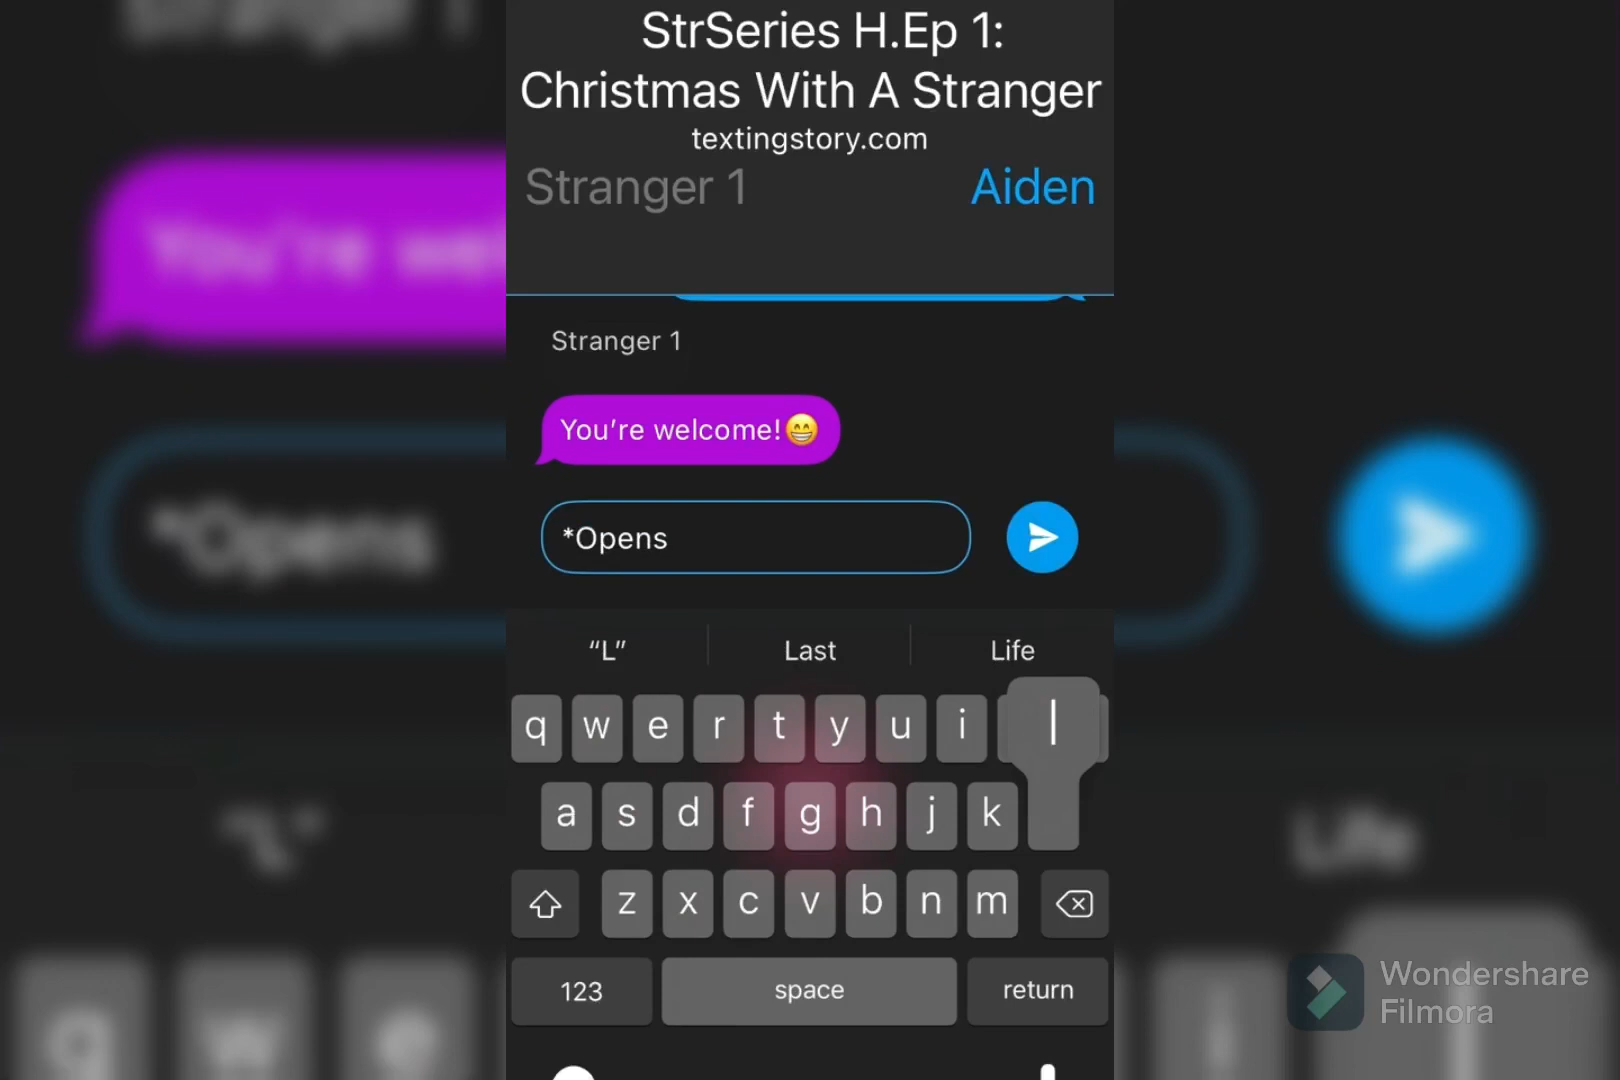 StrSeries H.Ep 1:
Christmas With A Stranger
textingstory.com
Stranger 1
Aiden
Stranger 1
You're welcome!😁
*Opens
“L”
Last
Life
q w e r t y u i l
a s d f g h j k
z x c v b n m
123
space
return
Wondershare
Filmora